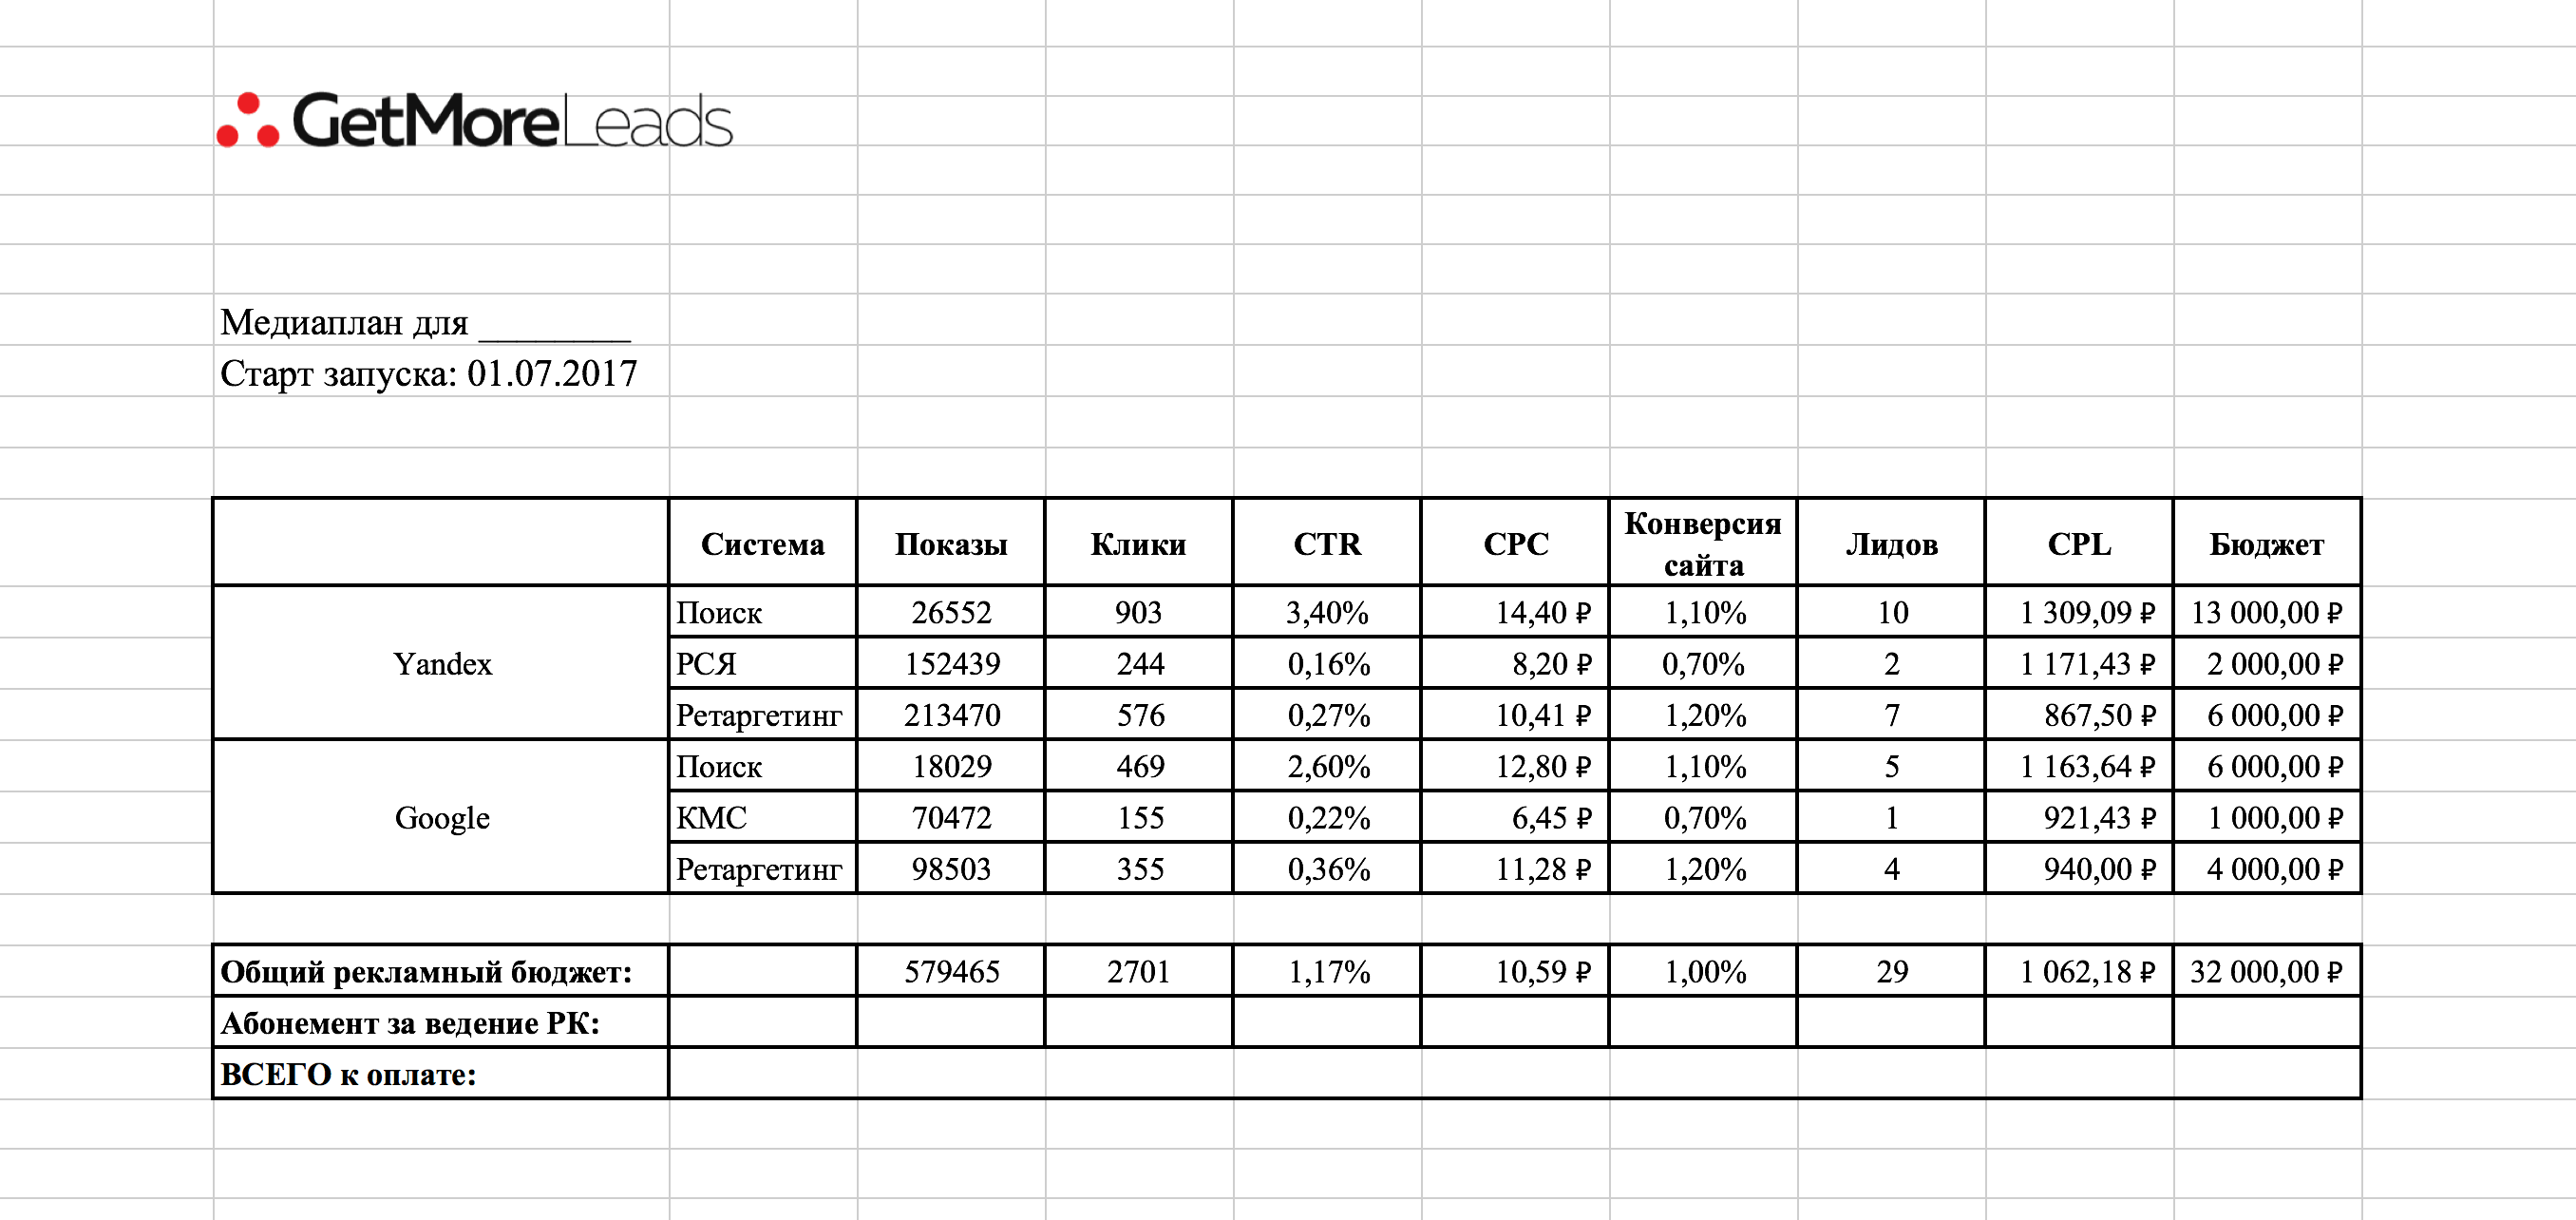 GetMoreLeads
Медиаплан для ________
Старт запуска: 01.07.2017
Система Показы Клики CTR CPC Конверсия сайта Лидов CPL Бюджет
Yandex
Поиск 26552 903 3,40% 14,40 ₽ 1,10% 10 1 309,09 ₽ 13 000,00 ₽
РСЯ 152439 244 0,16% 8,20 ₽ 0,70% 2 1 171,43 ₽ 2 000,00 ₽
Ретаргетинг 213470 576 0,27% 10,41 ₽ 1,20% 7 867,50 ₽ 6 000,00 ₽
Google
Поиск 18029 469 2,60% 12,80 ₽ 1,10% 5 1 163,64 ₽ 6 000,00 ₽
КМС 70472 155 0,22% 6,45 ₽ 0,70% 1 921,43 ₽ 1 000,00 ₽
Ретаргетинг 98503 355 0,36% 11,28 ₽ 1,20% 4 940,00 ₽ 4 000,00 ₽
Общий рекламный бюджет: 579465 2701 1,17% 10,59 ₽ 1,00% 29 1 062,18 ₽ 32 000,00 ₽
Абонемент за ведение РК:
ВСЕГО к оплате: